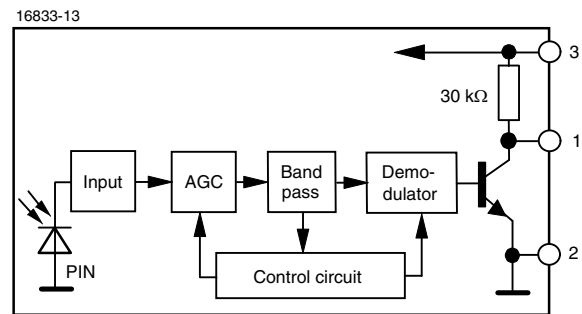 16833-13
3
30 kΩ
1
Input
AGC
Band
pass
Demo-
dulator
PIN
Control circuit
2